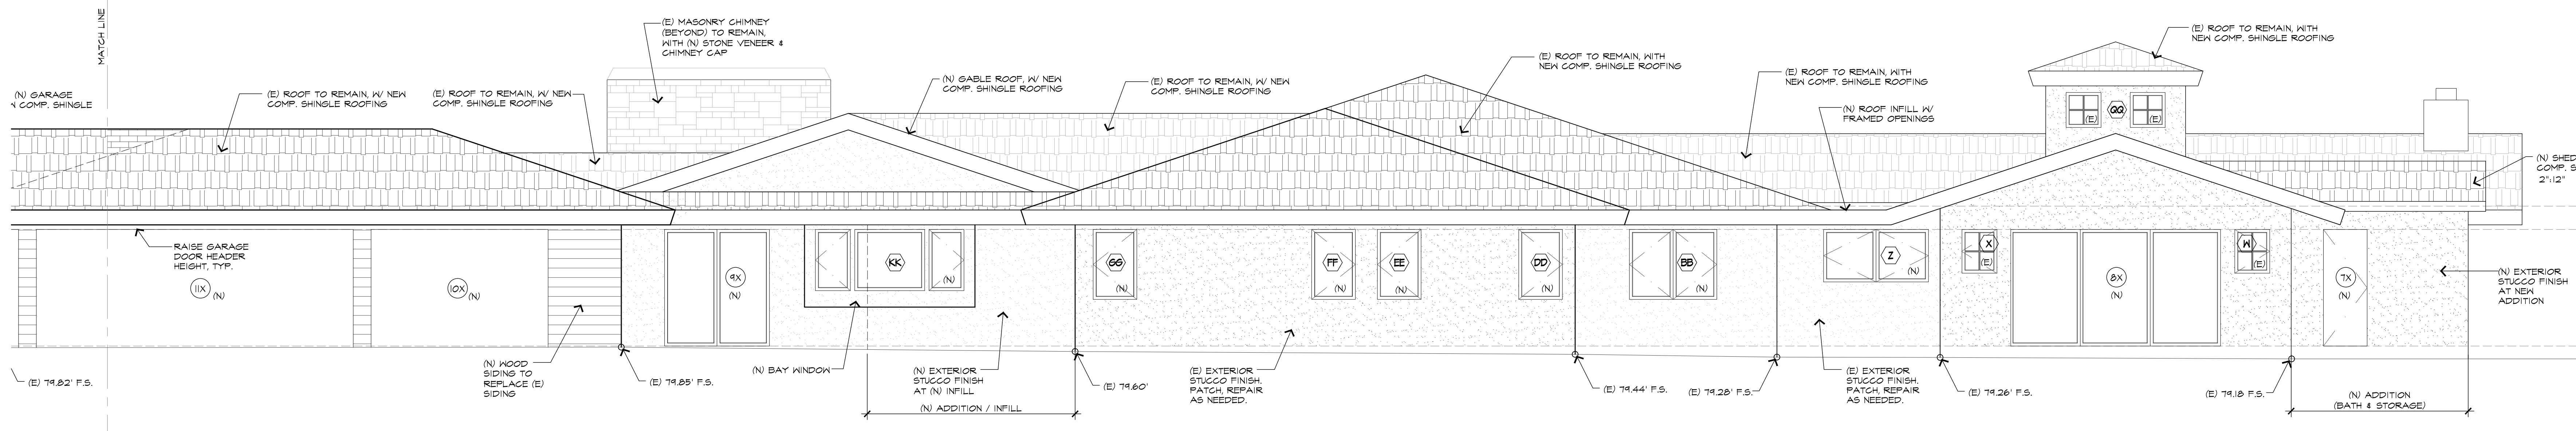 MATCH LINE
(N) GARAGE
COMP. SHINGLE
(E) ROOF TO REMAIN, W/ NEW
COMP. SHINGLE ROOFING
(E) ROOF TO REMAIN, W/ NEW
COMP. SHINGLE ROOFING
(E) MASONRY CHIMNEY
(BEYOND) TO REMAIN,
WITH (N) STONE VENEER &
CHIMNEY CAP
(N) GABLE ROOF, W/ NEW
COMP. SHINGLE ROOFING
(E) ROOF TO REMAIN, W/ NEW
COMP. SHINGLE ROOFING
(E) ROOF TO REMAIN, WITH
NEW COMP. SHINGLE ROOFING
(E) ROOF TO REMAIN, WITH
NEW COMP. SHINGLE ROOFING
(N) ROOF INFILL W/
FRAMED OPENINGS
(E) ROOF TO REMAIN, WITH
NEW COMP. SHINGLE ROOFING
QQ
(E)
(E)
(N) SHED
COMP. S
2":12"
RAISE GARAGE
DOOR HEADER
HEIGHT, TYP.
11X
(N)
10X
(N)
9X
(N)
KK
(N)
GG
(N)
FF
(N)
EE
(N)
DD
(N)
BB
(N)
Z
(N)
X
(E)
8X
(N)
W
(E)
7X
(N)
(N) EXTERIOR
STUCCO FINISH
AT NEW
ADDITION
(E) 79.82' F.S.
(N) WOOD
SIDING TO
REPLACE (E)
SIDING
(E) 79.85' F.S.
(N) BAY WINDOW
(N) EXTERIOR
STUCCO FINISH
AT (N) INFILL
(N) ADDITION / INFILL
(E) 79.60'
(E) EXTERIOR
STUCCO FINISH.
PATCH, REPAIR
AS NEEDED.
(E) 79.44' F.S.
(E) 79.28' F.S.
(E) EXTERIOR
STUCCO FINISH.
PATCH, REPAIR
AS NEEDED.
(E) 79.26' F.S.
(E) 79.18 F.S.
(N) ADDITION
(BATH & STORAGE)